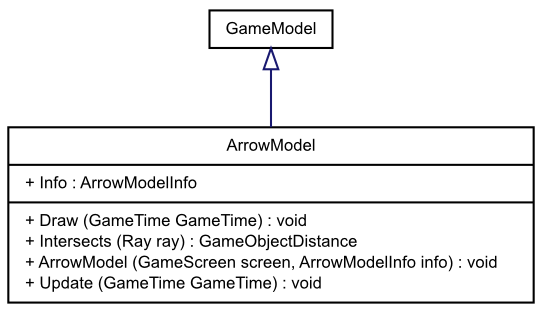 GameModel
ArrowModel
+ Info : ArrowModelInfo
+ Draw (GameTime GameTime) : void
+ Intersects (Ray ray) : GameObjectDistance
+ ArrowModel (GameScreen screen, ArrowModelInfo info) : void
+ Update (GameTime GameTime) : void